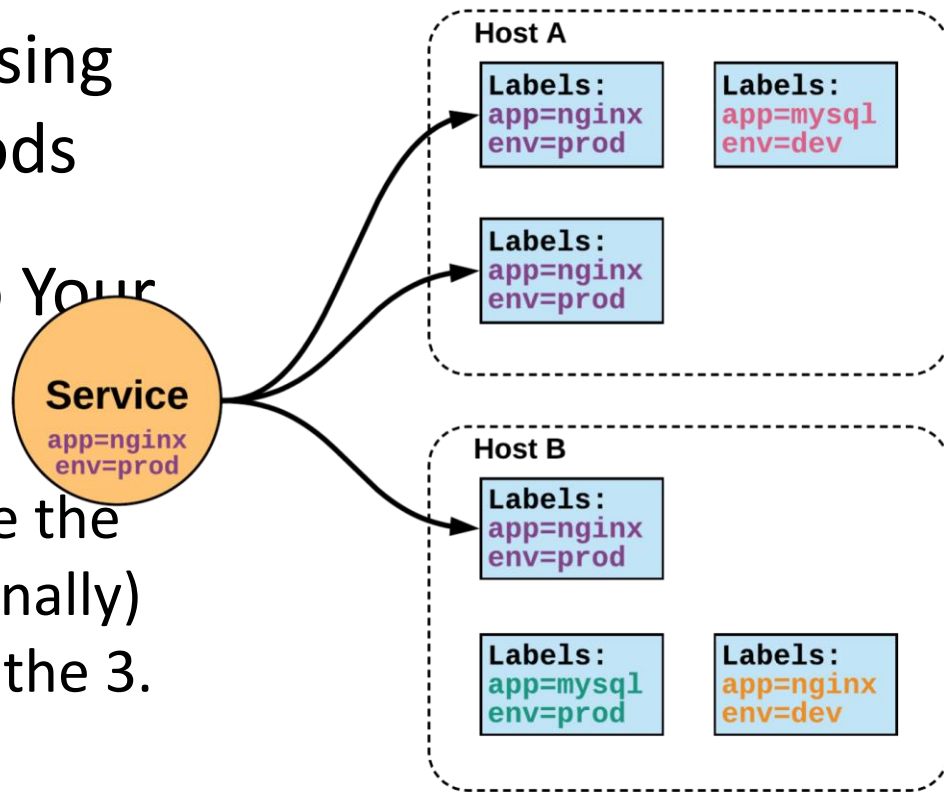 sing
ods
Your
Service
app=nginx
env=prod
e the
nally)
the 3.
Host A
Labels:
app=nginx
env=prod
Labels:
app=mysql
env=dev
Labels:
app=nginx
env=prod
Host B
Labels:
app=nginx
env=prod
Labels:
app=mysql
env=prod
Labels:
app=nginx
env=dev